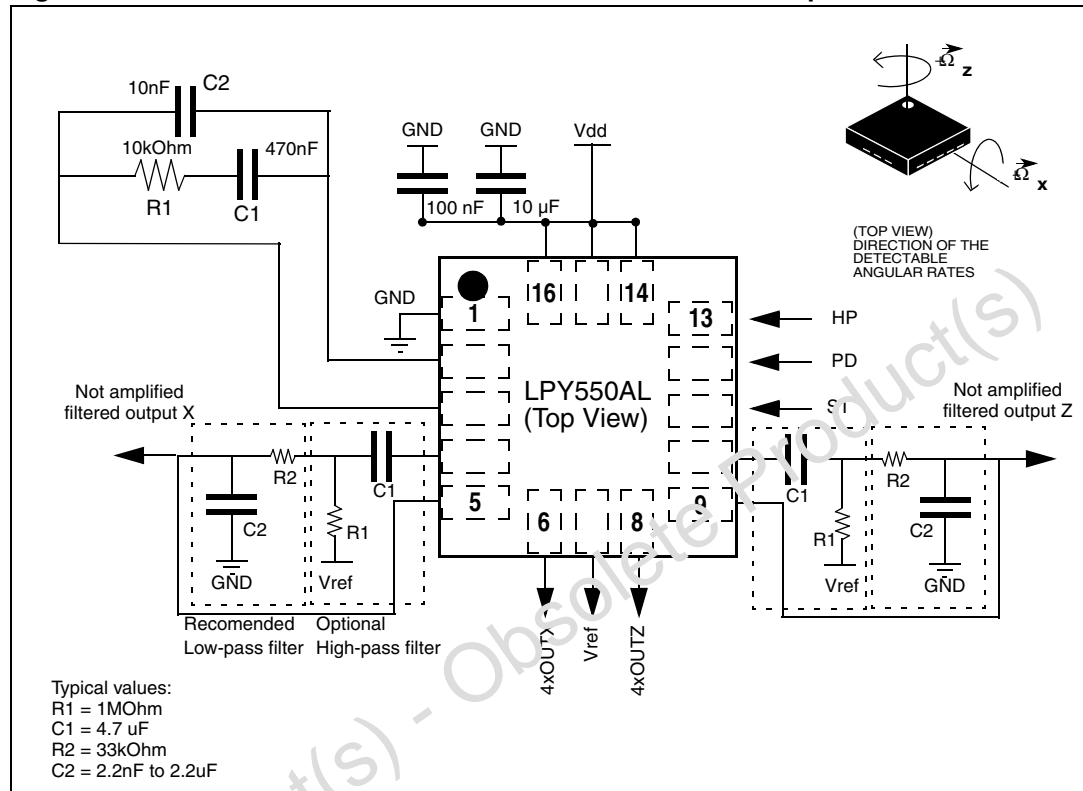 C2
10nF
10kOhm
470nF
R1
C1
GND
GND
Vdd
100 nF
10 µF
Ω z
Ω x
(TOP VIEW)
DIRECTION OF THE
DETECTABLE
ANGULAR RATES
GND
1
16
14
13
HP
PD
ST
LPY550AL
(Top View)
Not amplified
filtered output X
Not amplified
filtered output Z
R2
C1
C2
R1
GND
Vref
5
6
8
9
C1
R2
R1
C2
Vref
GND
Recomended
Low-pass filter
Optional
High-pass filter
4xOUTX
Vref
4xOUTZ
Typical values:
R1 = 1MOhm
C1 = 4.7 uF
R2 = 33kOhm
C2 = 2.2nF to 2.2uF
t(s) - Obsolete Product(s)